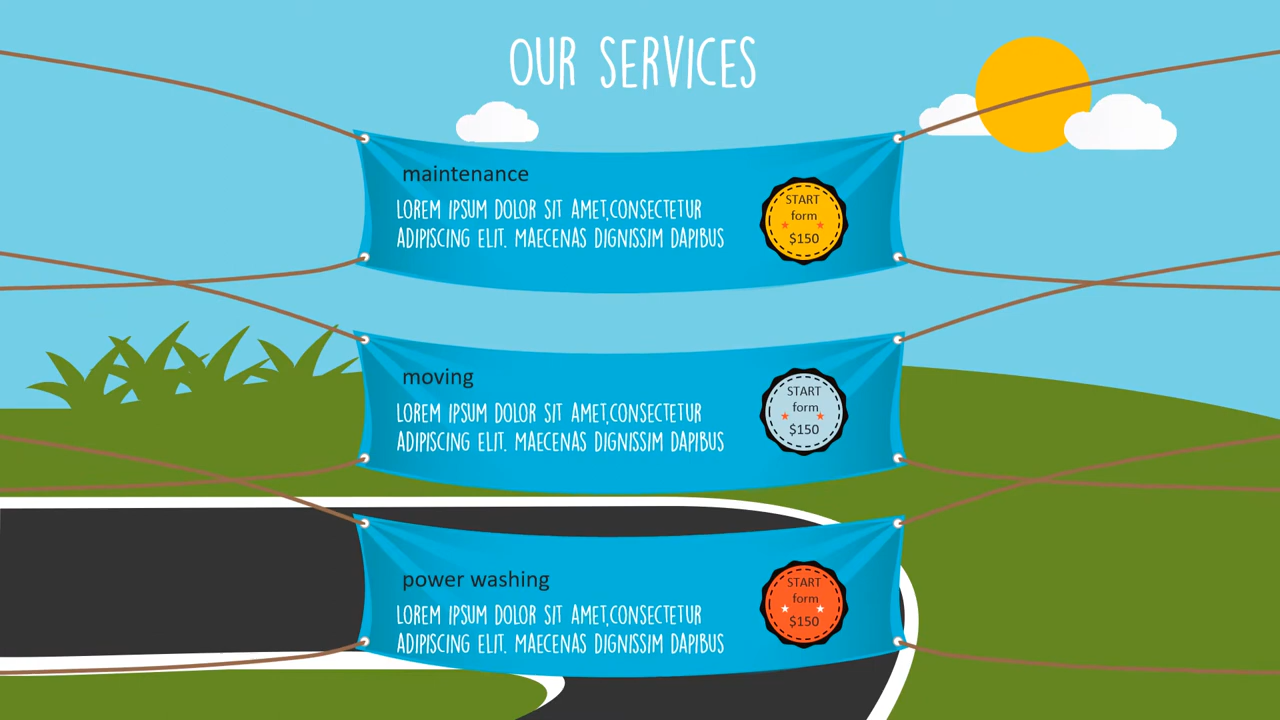 OUR SERVICES
maintenance
LOREM IPSUM DOLOR SIT AMET,CONSECTETUR
ADIPISCING ELIT. MAECENAS DIGNISSIM DAPIBUS
START
form
$150
moving
LOREM IPSUM DOLOR SIT AMET,CONSECTETUR
ADIPISCING ELIT. MAECENAS DIGNISSIM DAPIBUS
START
form
$150
power washing
LOREM IPSUM DOLOR SIT AMET,CONSECTETUR
ADIPISCING ELIT. MAECENAS DIGNISSIM DAPIBUS
START
form
$150